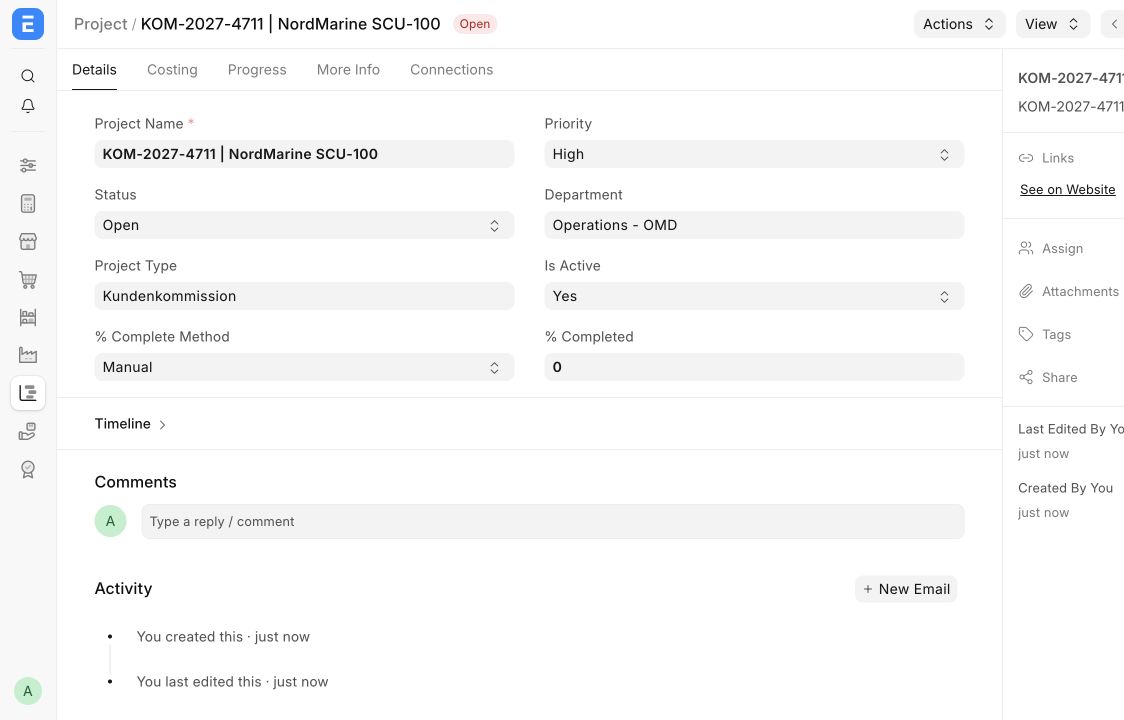 Project / KOM-2027-4711 | NordMarine SCU-100 Open
Actions View
Details Costing Progress More Info Connections
Project Name *
KOM-2027-4711 | NordMarine SCU-100
Priority
High
Status
Open
Department
Operations - OMD
Project Type
Kundenkommission
Is Active
Yes
% Complete Method
Manual
% Completed
0
Timeline
Comments
A
Type a reply / comment
Activity
+ New Email
You created this · just now
You last edited this · just now
A
KOM-2027-4711
KOM-2027-4711
Links
See on Website
Assign
Attachments
Tags
Share
Last Edited By Yo
just now
Created By You
just now